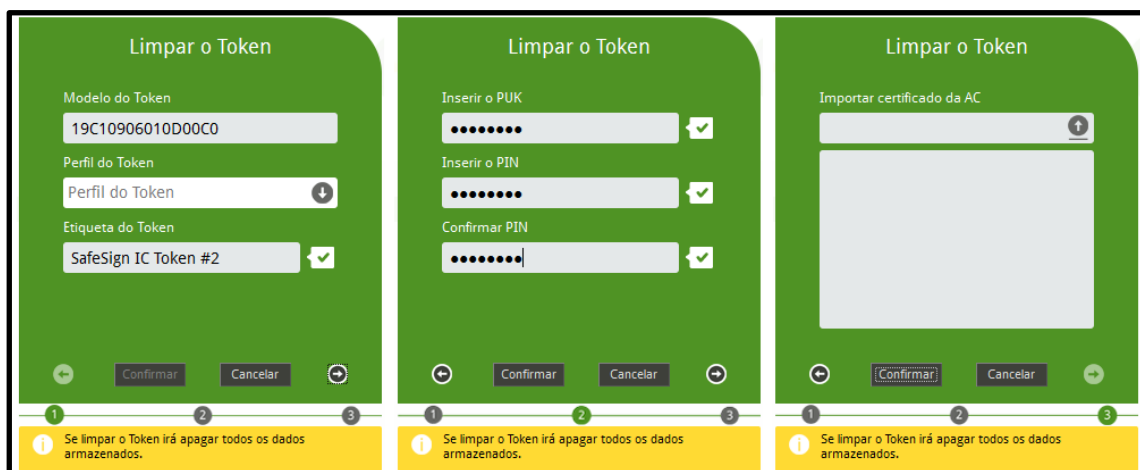 Limpar o Token
Modelo do Token
19C10906010D00C0
Perfil do Token
Perfil do Token
Etiqueta do Token
SafeSign IC Token #2
Confirmar
Cancelar
1
2
3
Se limpar o Token irá apagar todos os dados
armazenados.
Limpar o Token
Inserir o PUK
••••••••
Inserir o PIN
••••••••
Confirmar PIN
••••••••
Confirmar
Cancelar
1
2
3
Se limpar o Token irá apagar todos os dados
armazenados.
Limpar o Token
Importar certificado da AC
Confirmar
Cancelar
1
2
3
Se limpar o Token irá apagar todos os dados
armazenados.